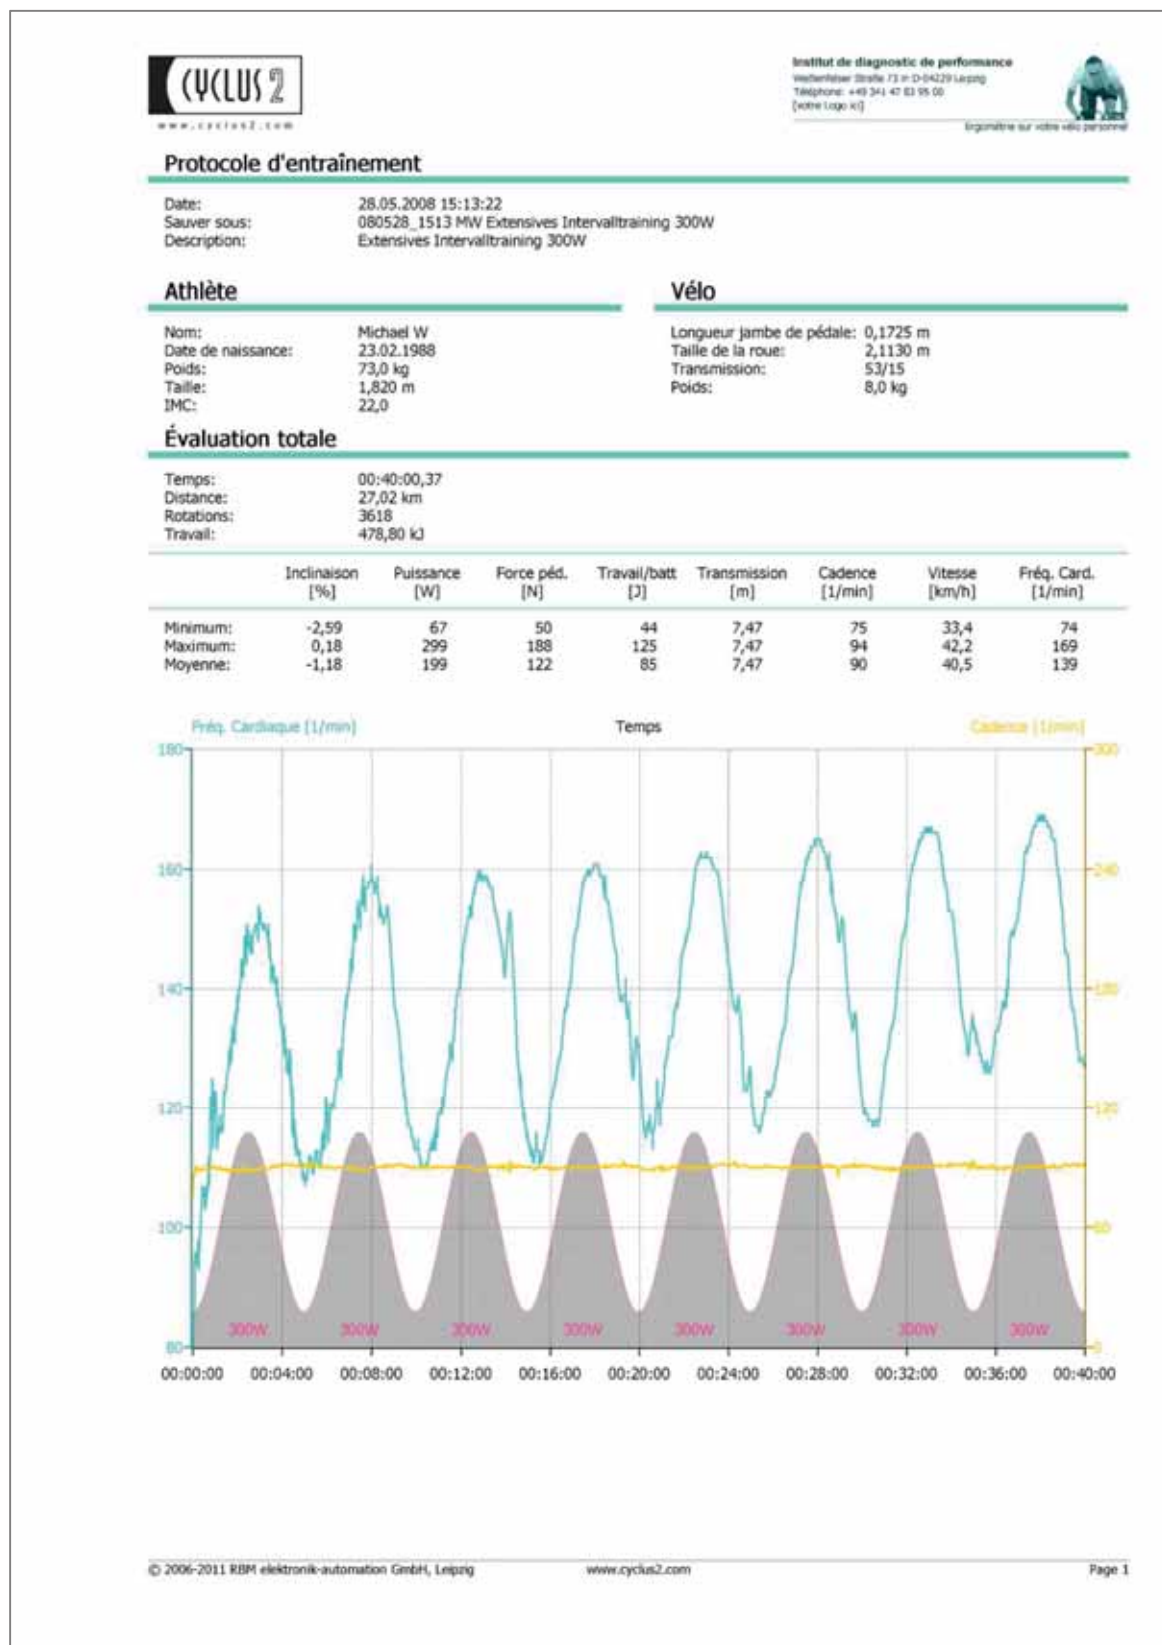 CYCLUS 2
www.cyclus2.com
Institut de diagnostic de performance
Téléphone: +49 341 47 83 95 00
[votre Logo ici]
Ergométrie sur votre vélo personnel
Protocole d'entraînement
Date: 28.05.2008 15:13:22
Sauver sous: 080528_1513 MW Extensives Intervalltraining 300W
Description: Extensives Intervalltraining 300W
Athlète
Nom: Michael W
Date de naissance: 23.02.1988
Poids: 73,0 kg
Taille: 1,820 m
IMC: 22,0
Vélo
Longueur jambe de pédale: 0,1725 m
Taille de la roue: 2,1130 m
Transmission: 53/15
Poids: 8,0 kg
Évaluation totale
Temps: 00:40:00,37
Distance: 27,02 km
Rotations: 3618
Travail: 478,80 kJ
Inclinaison Puissance Force péd. Travail/batt Transmission Cadence Vitesse Fréq. Card.
[%] [W] [N] [J] [m] [1/min] [km/h] [1/min]
Minimum: -2,59 67 50 44 7,47 75 33,4 74
Maximum: 0,18 299 188 125 7,47 94 42,2 169
Moyenne: -1,18 199 122 85 7,47 90 40,5 139
Fréq. Cardiaque [1/min] Temps Cadence [1/min]
180 300
160 240
140 180
120 120
100 60
300W 300W 300W 300W 300W 300W 300W 300W
80 0
00:00:00 00:04:00 00:08:00 00:12:00 00:16:00 00:20:00 00:24:00 00:28:00 00:32:00 00:36:00 00:40:00
© 2006-2011 RBM elektronik-automation GmbH, Leipzig www.cyclus2.com Page 1